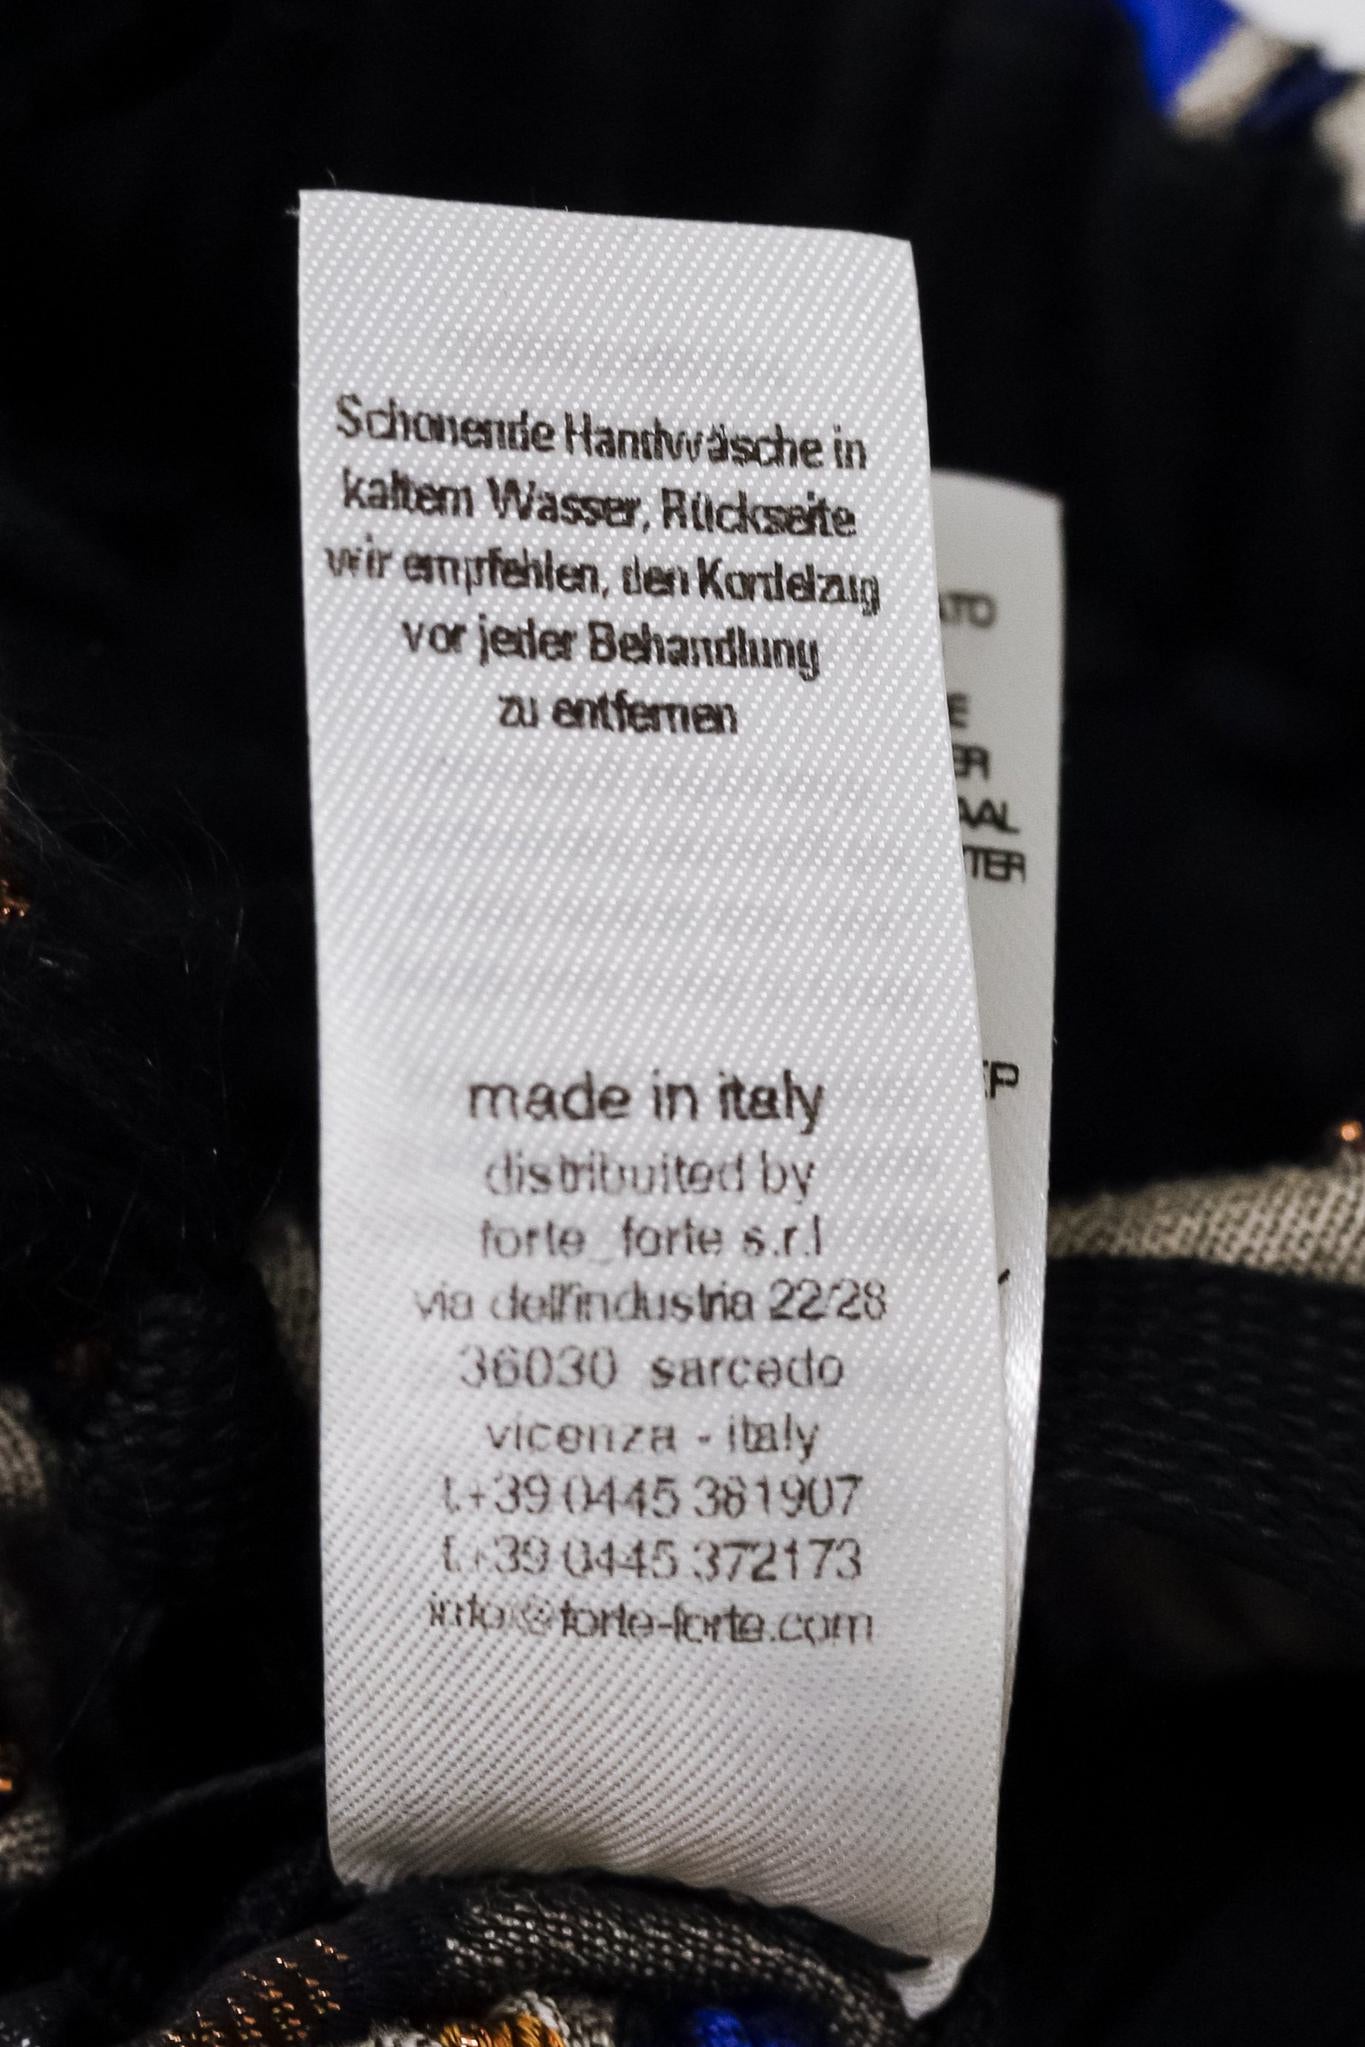 Schonende Handwäsche in
kaltem Wasser, Rückseite
wir empfehlen, den Kordelzug
vor jeder Behandlung
zu entfernen
made in italy
distribuited by
forte_forte s.r.l
via dell'industria 22/28
36030 sarcedo
vicenza - italy
t.+39 0445 381907
f.+39 0445 372173
info@forte-forte.com